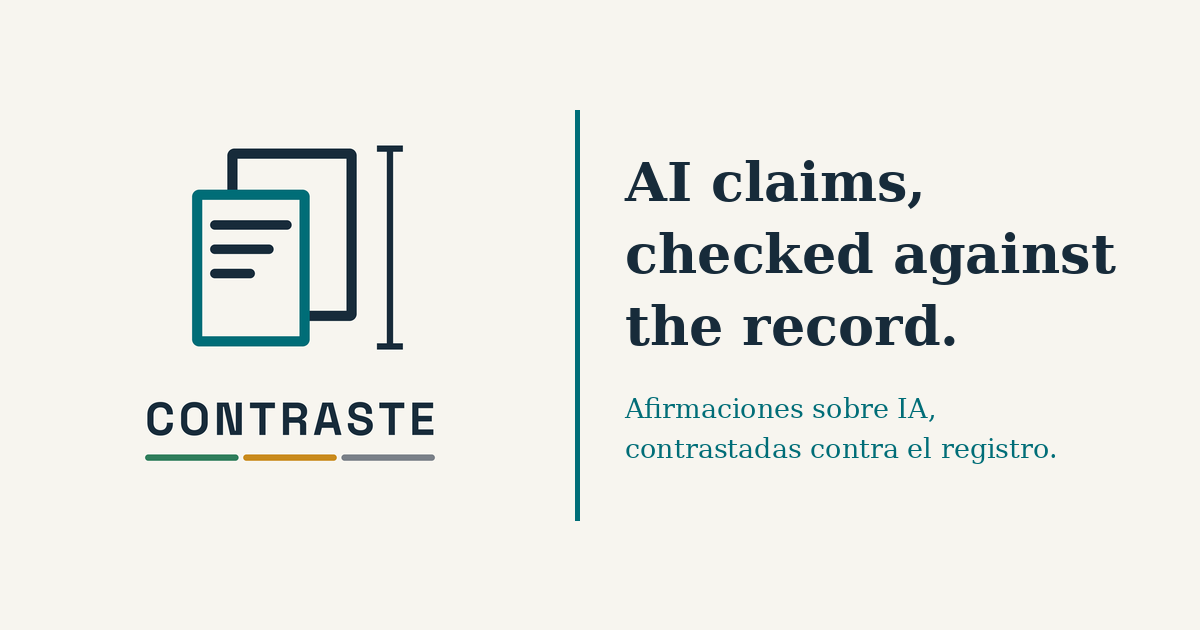 CONTRASTE
AI claims,
checked against
the record.
Afirmaciones sobre IA,
contrastadas contra el registro.